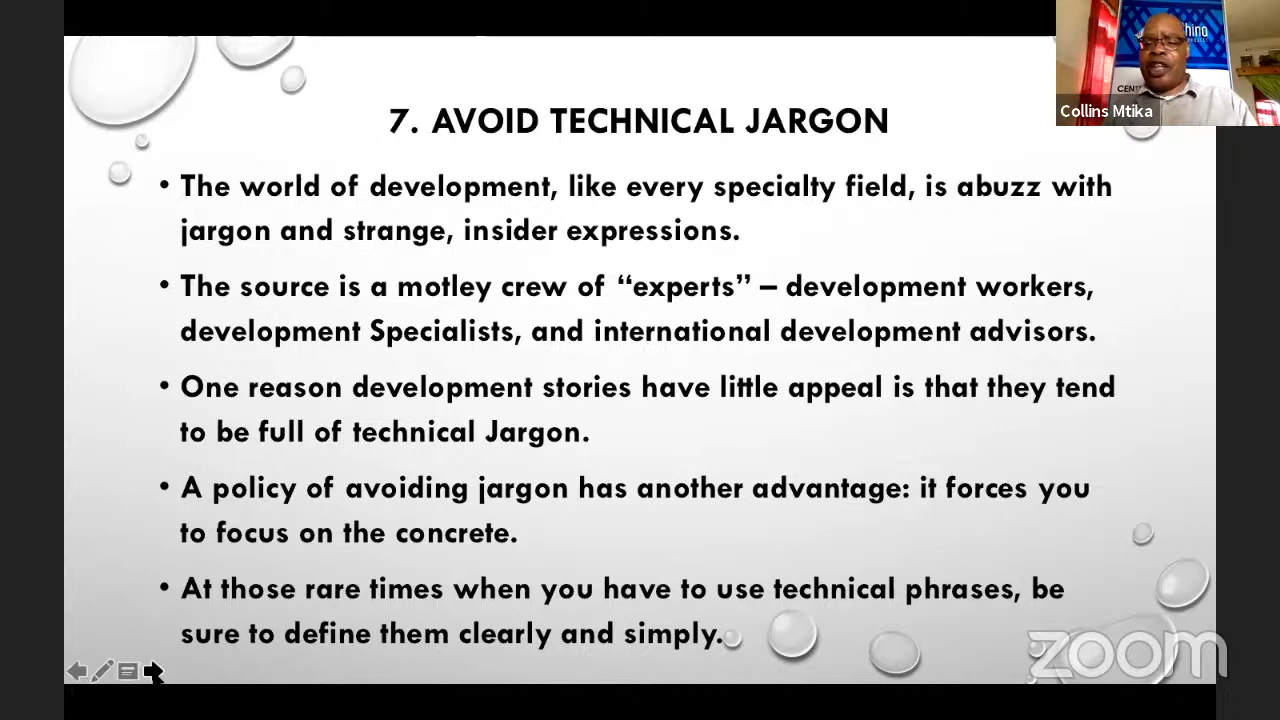 7. AVOID TECHNICAL JARGON
• The world of development, like every specialty field, is abuzz with
jargon and strange, insider expressions.
• The source is a motley crew of “experts” – development workers,
development Specialists, and international development advisors.
• One reason development stories have little appeal is that they tend
to be full of technical Jargon.
• A policy of avoiding jargon has another advantage: it forces you
to focus on the concrete.
• At those rare times when you have to use technical phrases, be
sure to define them clearly and simply.
Collins Mtika
zoom